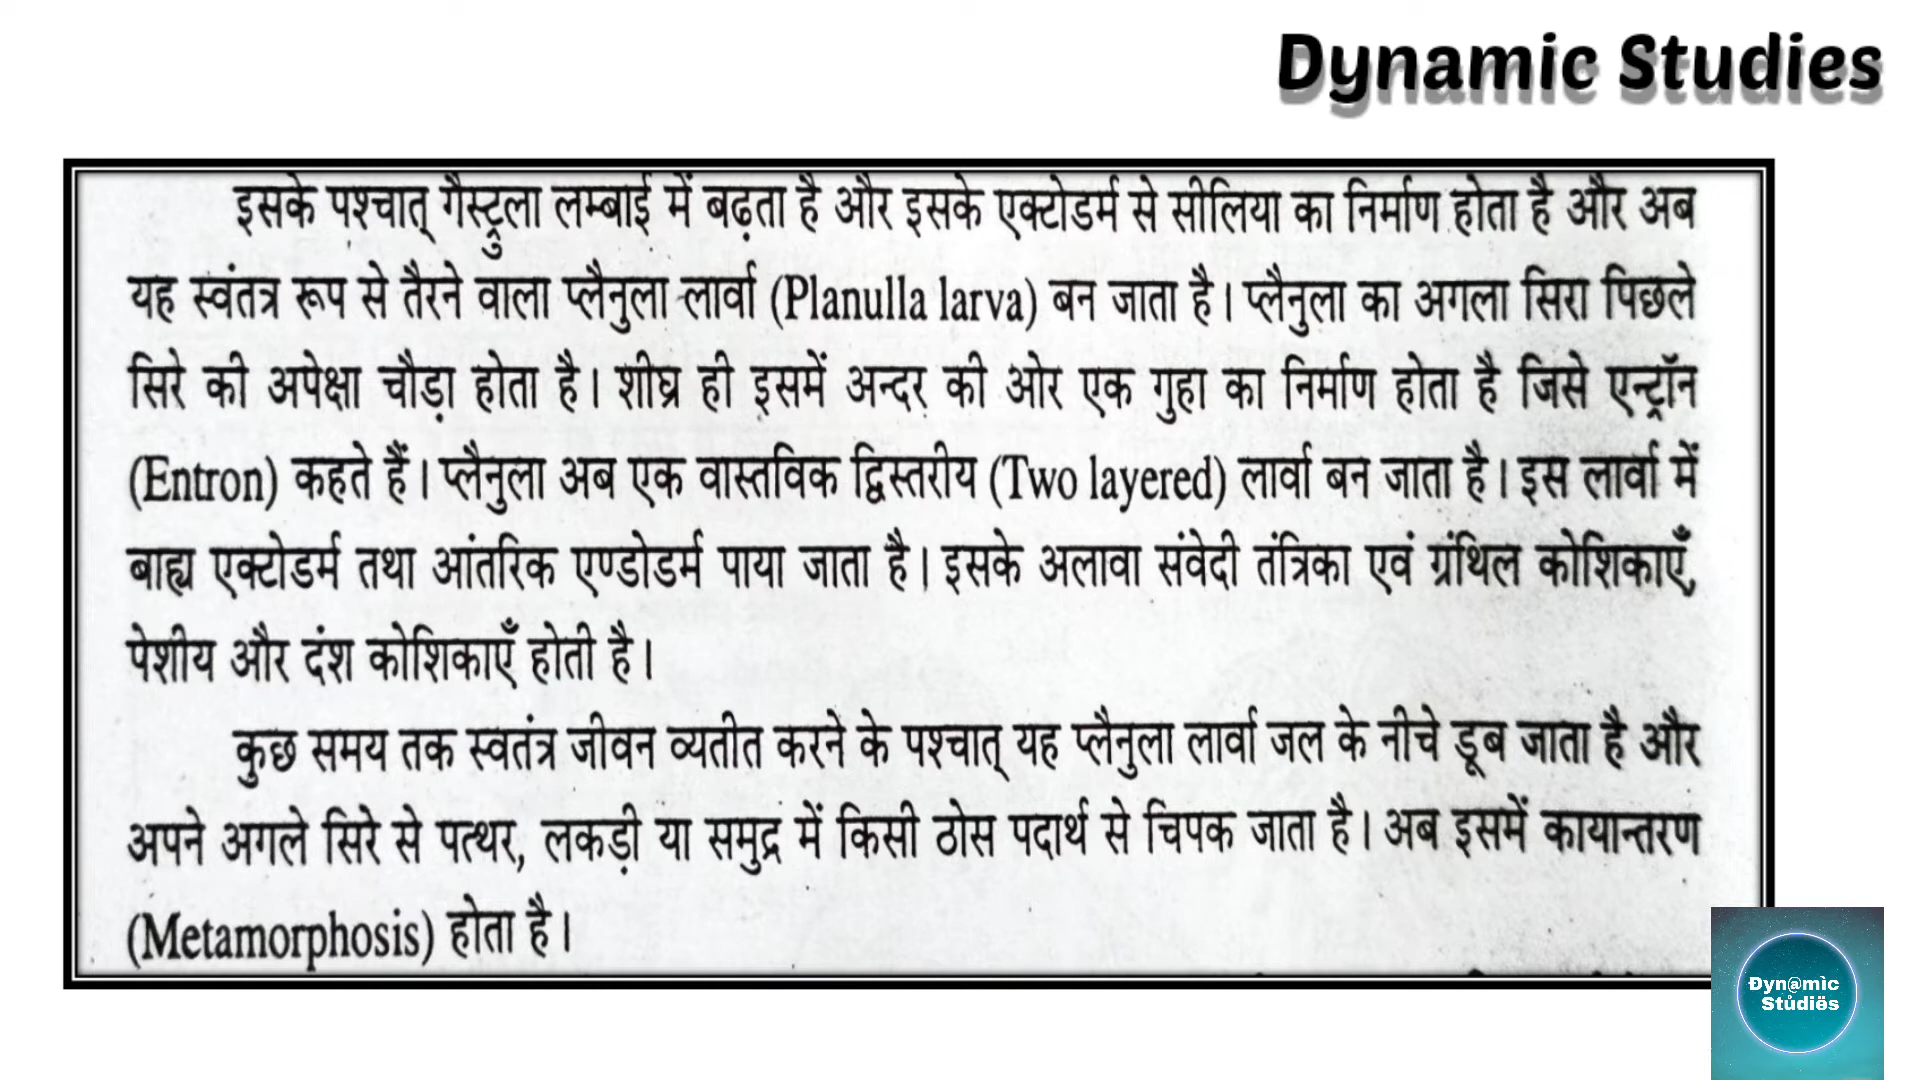 Dynamic Studies
इसके पश्चात् गैस्ट्रुला लम्बाई में बढ़ता है और इसके एक्टोडर्म से सीलिया का निर्माण होता है और अब
यह स्वंतत्र रूप से तैरने वाला प्लैनुला लार्वा (Planulla larva) बन जाता है। प्लैनुला का अगला सिरा पिछले
सिरे की अपेक्षा चौड़ा होता है। शीघ्र ही इसमें अन्दर की ओर एक गुहा का निर्माण होता है जिसे एन्ट्रॉन
(Entron) कहते हैं। प्लैनुला अब एक वास्तविक द्विस्तरीय (Two layered) लार्वा बन जाता है। इस लार्वा में
बाह्य एक्टोडर्म तथा आंतरिक एण्डोडर्म पाया जाता है। इसके अलावा संवेदी तंत्रिका एवं ग्रंथिल कोशिकाएँ,
पेशीय और दंश कोशिकाएँ होती है।
कुछ समय तक स्वतंत्र जीवन व्यतीत करने के पश्चात् यह प्लैनुला लार्वा जल के नीचे डूब जाता है और
अपने अगले सिरे से पत्थर, लकड़ी या समुद्र में किसी ठोस पदार्थ से चिपक जाता है। अब इसमें कायान्तरण
(Metamorphosis) होता है।
Ðyn@mìc
Stůdiës